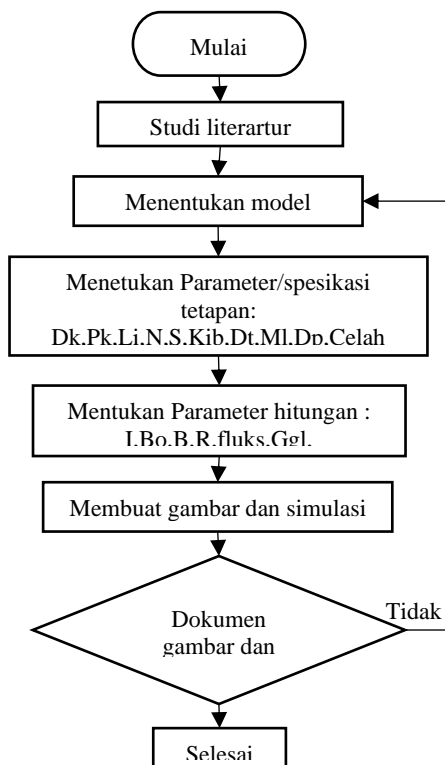 Mulai
Studi literartur
Menentukan model
Menetukan Parameter/spesikasi
tetapan:
Dk,Pk,Li,N,S,Kib,Dt,Ml,Dp,Celah
Mentukan Parameter hitungan :
I,Bo,B,R,fluks,Ggl,
Membuat gambar dan simulasi
Dokumen
gambar dan
Tidak
Selesai